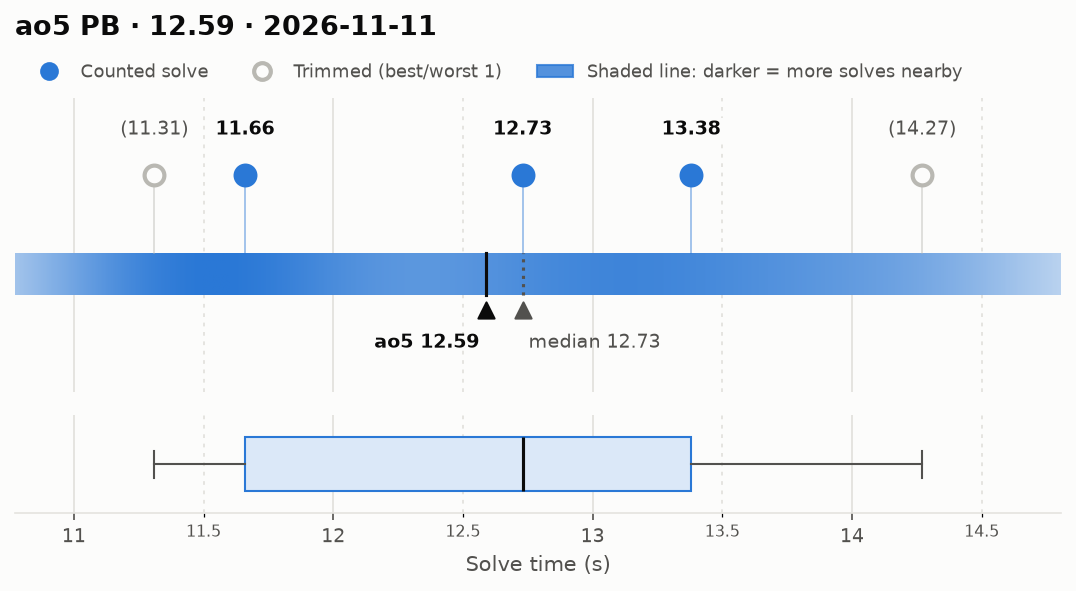 ao5 PB · 12.59 · 2026-11-11
Counted solve Trimmed (best/worst 1) Shaded line: darker = more solves nearby
(11.31) 11.66 12.73 13.38 (14.27)
ao5 12.59 median 12.73
11 11.5 12 12.5 13 13.5 14 14.5
Solve time (s)